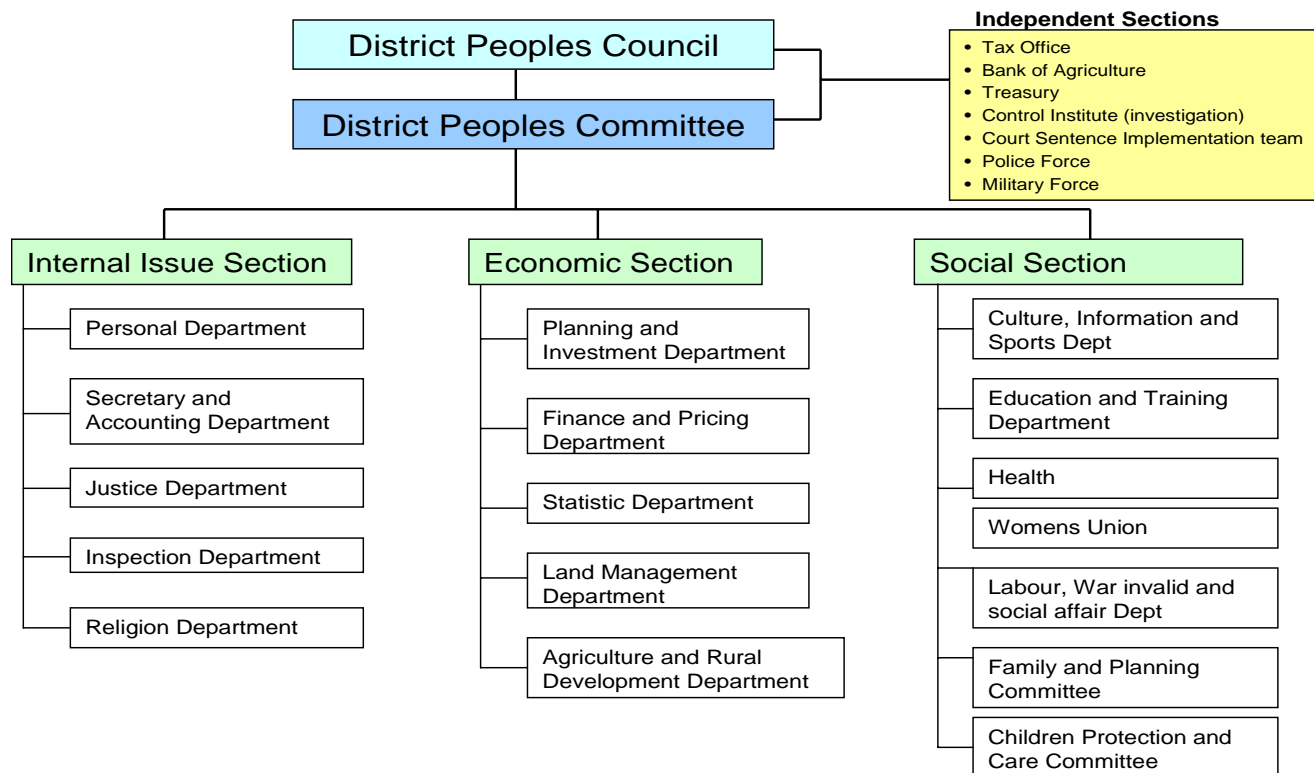 District Peoples Council
District Peoples Committee
Independent Sections
• Tax Office
• Bank of Agriculture
• Treasury
• Control Institute (investigation)
• Court Sentence Implementation team
• Police Force
• Military Force
Internal Issue Section
Personal Department
Secretary and
Accounting Department
Justice Department
Inspection Department
Religion Department
Economic Section
Planning and
Investment Department
Finance and Pricing
Department
Statistic Department
Land Management
Department
Agriculture and Rural
Development Department
Social Section
Culture, Information and
Sports Dept
Education and Training
Department
Health
Womens Union
Labour, War invalid and
social affair Dept
Family and Planning
Committee
Children Protection and
Care Committee